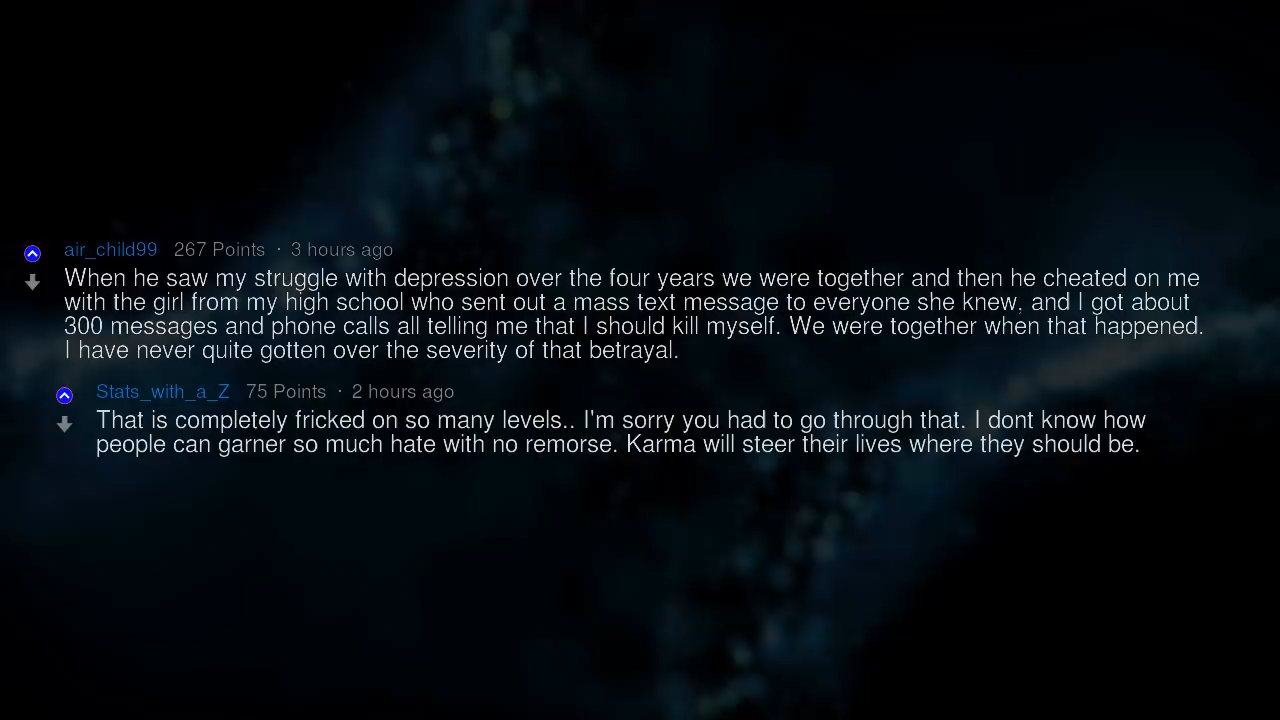 air_child99 267 Points · 3 hours ago
When he saw my struggle with depression over the four years we were together and then he cheated on me
with the girl from my high school who sent out a mass text message to everyone she knew, and I got about
300 messages and phone calls all telling me that I should kill myself. We were together when that happened.
I have never quite gotten over the severity of that betrayal.
Stats_with_a_Z 75 Points · 2 hours ago
That is completely fricked on so many levels.. I'm sorry you had to go through that. I dont know how
people can garner so much hate with no remorse. Karma will steer their lives where they should be.